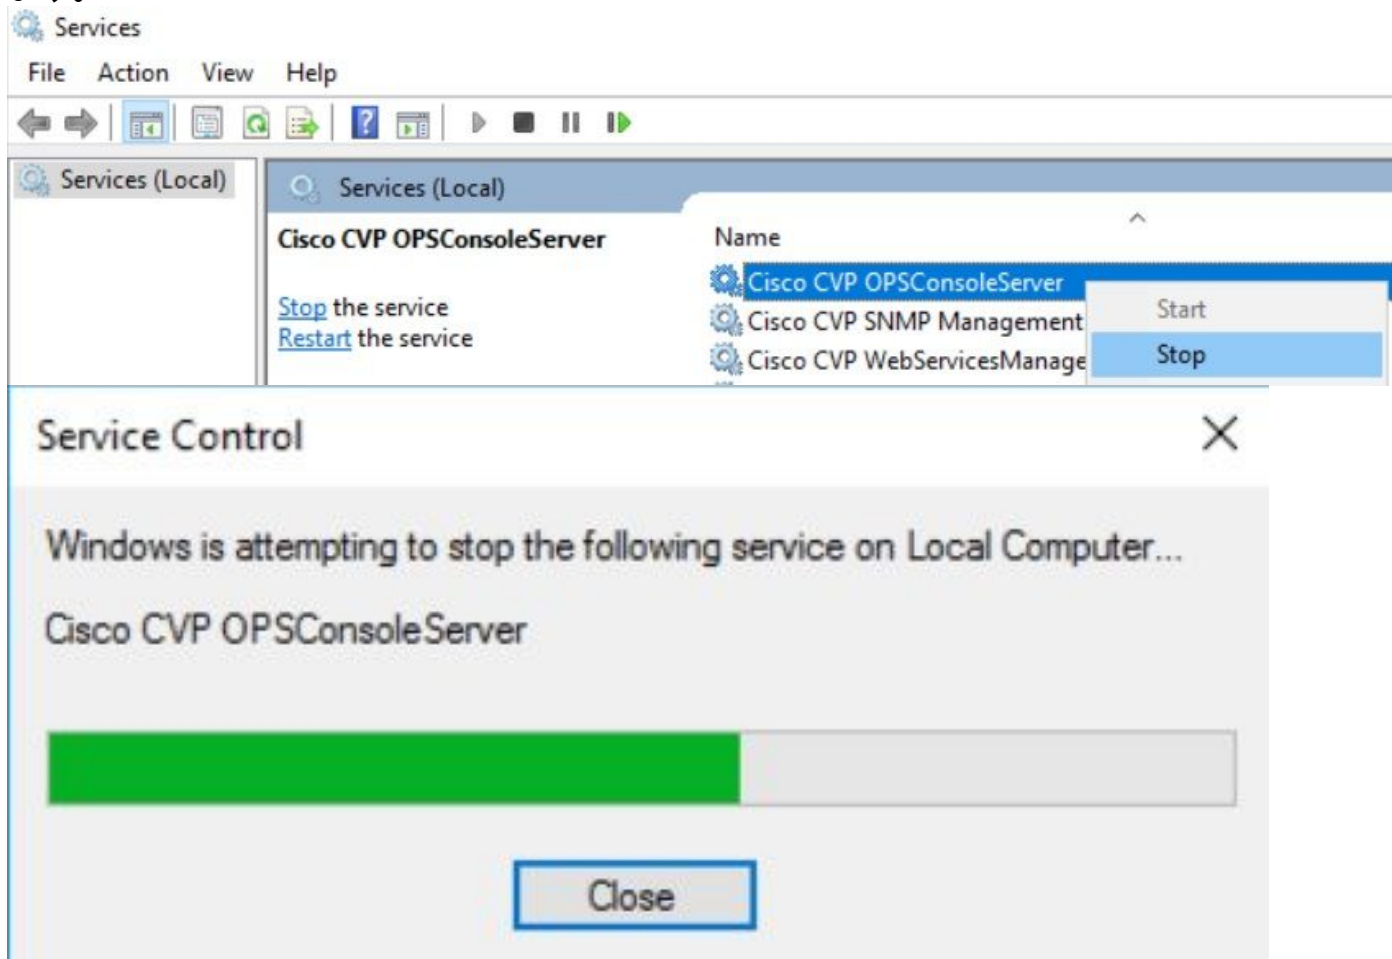 Services
File Action View Help
Services (Local)
Services (Local)
Cisco CVP OPSConsoleServer
Stop the service
Restart the service
Name
Cisco CVP OPSConsoleServer
Cisco CVP SNMP Management
Cisco CVP WebServicesManage
Start
Stop
Service Control
Windows is attempting to stop the following service on Local Computer...
Cisco CVP OPSConsoleServer
Close